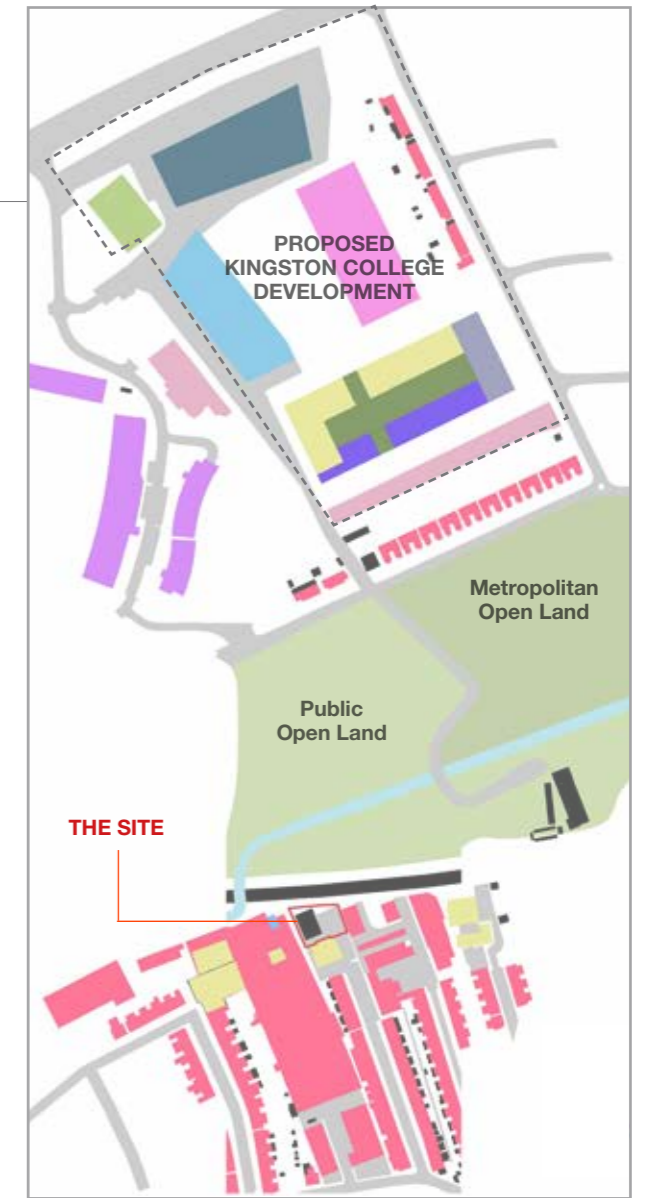 PROPOSED
KINGSTON COLLEGE
DEVELOPMENT
Metropolitan
Open Land
Public
Open Land
THE SITE